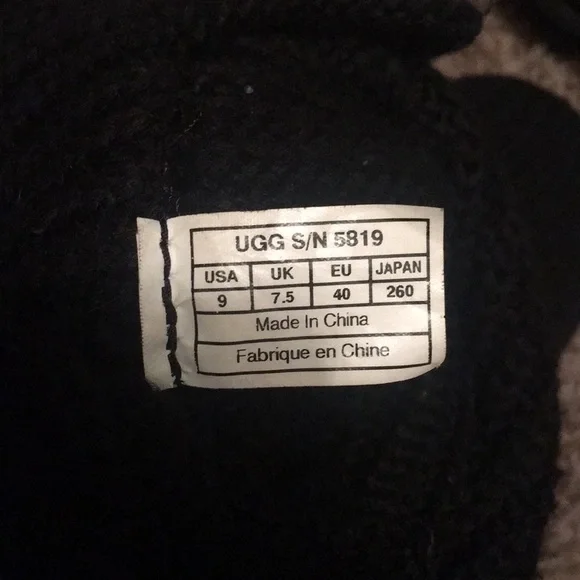 UGG S/N 5819
USA UK EU JAPAN
9 7.5 40 260
Made In China
Fabrique en Chine